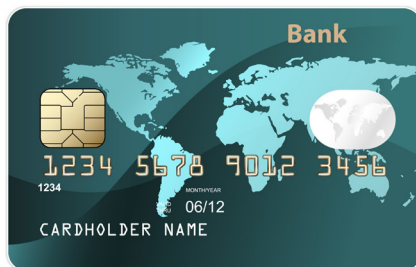 Bank
1234 5678 9012 3456
1234
MONTH/YEAR
06/12
CARDHOLDER NAME